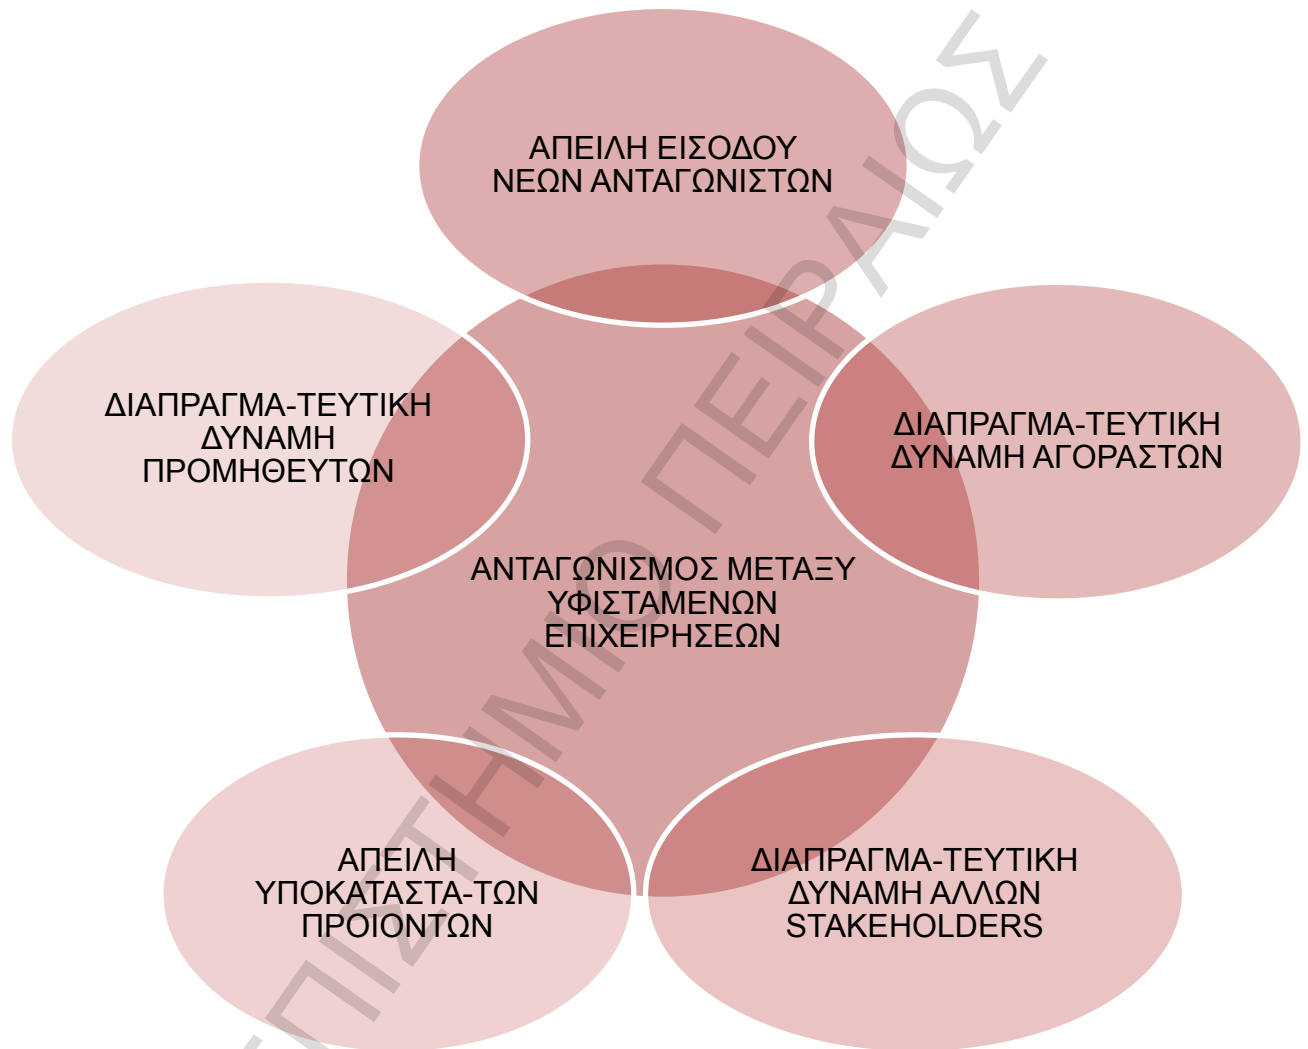 ΑΠΕΙΛΗ ΕΙΣΟΔΟΥ
ΝΕΩΝ ΑΝΤΑΓΩΝΙΣΤΩΝ
ΔΙΑΠΡΑΓΜΑ-ΤΕΥΤΙΚΗ
ΔΥΝΑΜΗ
ΠΡΟΜΗΘΕΥΤΩΝ
ΔΙΑΠΡΑΓΜΑ-ΤΕΥΤΙΚΗ
ΔΥΝΑΜΗ ΑΓΟΡΑΣΤΩΝ
ΑΝΤΑΓΩΝΙΣΜΟΣ ΜΕΤΑΞΥ
ΥΦΙΣΤΑΜΕΝΩΝ
ΕΠΙΧΕΙΡΗΣΕΩΝ
ΑΠΕΙΛΗ
ΥΠΟΚΑΤΑΣΤΑ-ΤΩΝ
ΠΡΟΙΟΝΤΩΝ
ΔΙΑΠΡΑΓΜΑ-ΤΕΥΤΙΚΗ
ΔΥΝΑΜΗ ΑΛΛΩΝ
STAKEHOLDERS
ΠΕΙΡΑΙΩΣ